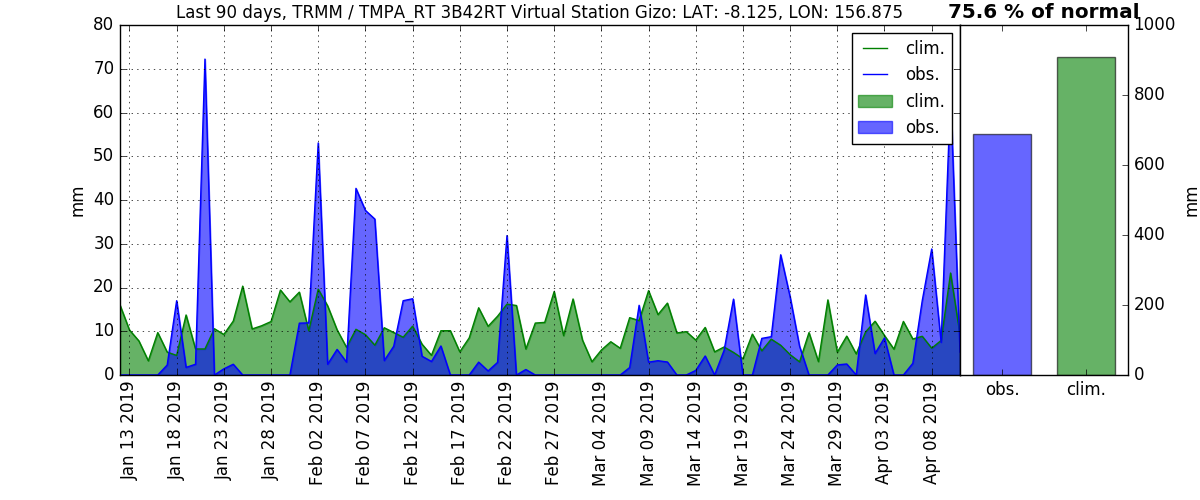 Last 90 days, TRMM / TMPA_RT 3B42RT Virtual Station Gizo: LAT: -8.125, LON: 156.875
75.6 % of normal
80
70
60
50
40
30
20
10
0
mm
clim.
obs.
clim.
obs.
1000
800
600
400
200
0
mm
obs.
clim.
Jan 13 2019
Jan 18 2019
Jan 23 2019
Jan 28 2019
Feb 02 2019
Feb 07 2019
Feb 12 2019
Feb 17 2019
Feb 22 2019
Feb 27 2019
Mar 04 2019
Mar 09 2019
Mar 14 2019
Mar 19 2019
Mar 24 2019
Mar 29 2019
Apr 03 2019
Apr 08 2019